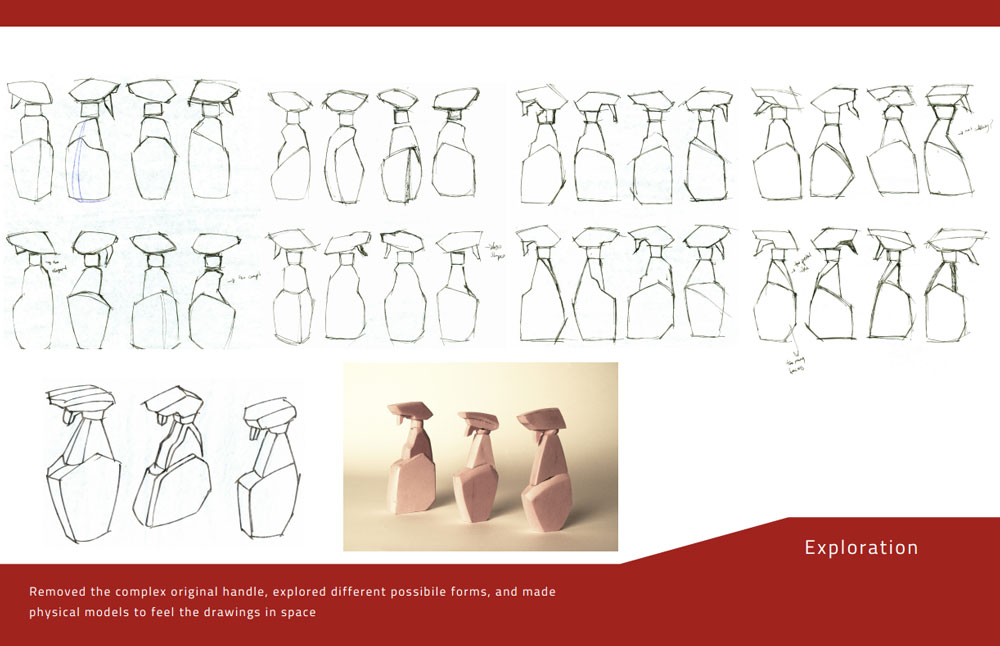 Exploration
Removed the complex original handle, explored different possibile forms, and made
physical models to feel the drawings in space